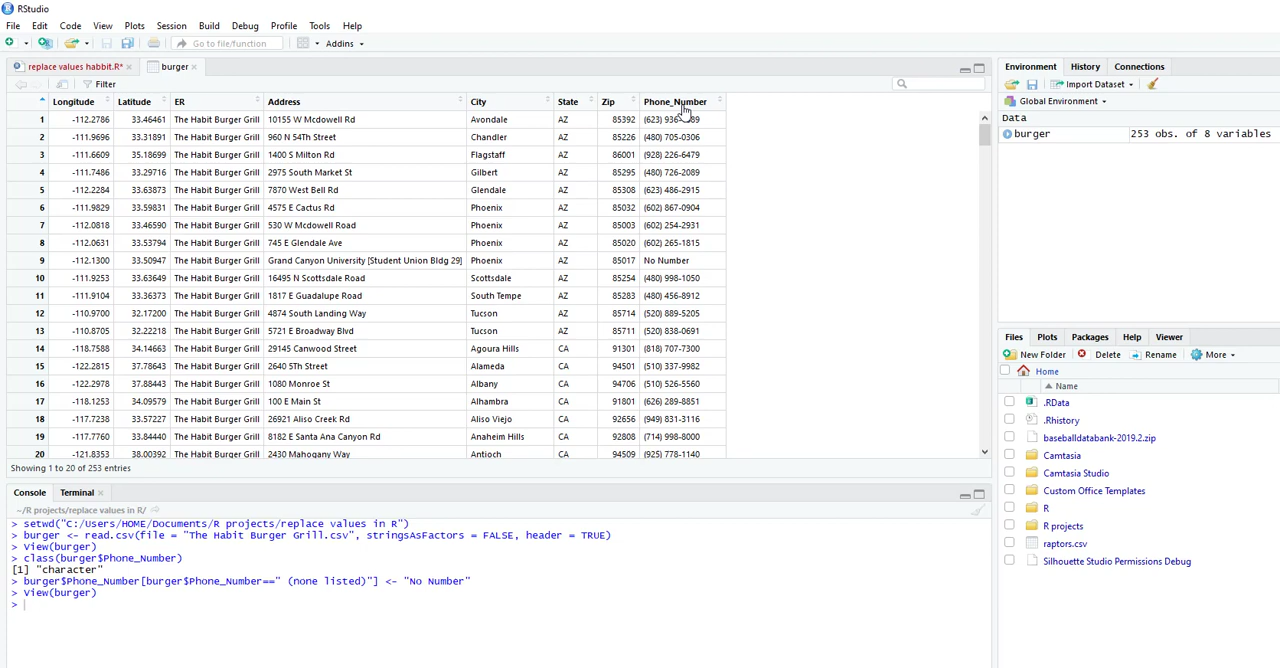 RStudio
File Edit Code View Plots Session Build Debug Profile Tools Help
Go to file/function Addins
replace values habbit.R* burger
Filter
Longitude Latitude ER Address City State Zip Phone_Number
1 -112.2786 33.46461 The Habit Burger Grill 10155 W Mcdowell Rd Avondale AZ 85392
2 -111.9696 33.31891 The Habit Burger Grill 960 N 54Th Street Chandler AZ 85226 (480) 705-0306
3 -111.6609 35.18699 The Habit Burger Grill 1400 S Milton Rd Flagstaff AZ 86001 (928) 226-6479
4 -111.7486 33.29716 The Habit Burger Grill 2975 South Market St Gilbert AZ 85295 (480) 726-2089
5 -112.2284 33.63873 The Habit Burger Grill 7870 West Bell Rd Glendale AZ 85308 (623) 486-2915
6 -111.9829 33.59831 The Habit Burger Grill 4575 E Cactus Rd Phoenix AZ 85032 (602) 867-0904
7 -112.0818 33.46590 The Habit Burger Grill 530 W Mcdowell Road Phoenix AZ 85003 (602) 254-2931
8 -112.0631 33.53794 The Habit Burger Grill 745 E Glendale Ave Phoenix AZ 85020 (602) 265-1815
9 -112.1300 33.50947 The Habit Burger Grill Grand Canyon University [Student Union Bldg 29] Phoenix AZ 85017 No Number
10 -111.9253 33.63649 The Habit Burger Grill 16495 N Scottsdale Road Scottsdale AZ 85254 (480) 998-1050
11 -111.9104 33.36373 The Habit Burger Grill 1817 E Guadalupe Road South Tempe AZ 85283 (480) 456-8912
12 -110.9700 32.17200 The Habit Burger Grill 4874 South Landing Way Tucson AZ 85714 (520) 889-5205
13 -110.8705 32.22218 The Habit Burger Grill 5721 E Broadway Blvd Tucson AZ 85711 (520) 838-0691
14 -118.7588 34.14663 The Habit Burger Grill 29145 Canwood Street Agoura Hills CA 91301 (818) 707-7300
15 -122.2815 37.78643 The Habit Burger Grill 2640 5Th Street Alameda CA 94501 (510) 337-9982
16 -122.2978 37.88443 The Habit Burger Grill 1080 Monroe St Albany CA 94706 (510) 526-5560
17 -118.1253 34.09579 The Habit Burger Grill 100 E Main St Alhambra CA 91801 (626) 289-8851
18 -117.7238 33.57227 The Habit Burger Grill 26921 Aliso Creek Rd Aliso Viejo CA 92656 (949) 831-3116
19 -117.7760 33.84440 The Habit Burger Grill 8182 E Santa Ana Canyon Rd Anaheim Hills CA 92808 (714) 998-8000
20 -121.8353 38.00392 The Habit Burger Grill 2430 Mahogany Way Antioch CA 94509 (925) 778-1140
Showing 1 to 20 of 253 entries
Console Terminal
~/R projects/replace values in R/
> setwd("C:/Users/HOME/Documents/R projects/replace values in R")
> burger <- read.csv(file = "The Habit Burger Grill.csv", stringsAsFactors = FALSE, header = TRUE)
> View(burger)
> class(burger$Phone_Number)
[1] "character"
> burger$Phone_Number[burger$Phone_Number==" (none listed)"] <- "No Number"
> View(burger)
>
Environment History Connections
Import Dataset
Global Environment
Data
burger 253 obs. of 8 variables
Files Plots Packages Help Viewer
New Folder Delete Rename More
Home
Name
.RData
.Rhistory
baseballdatabank-2019.2.zip
Camtasia
Camtasia Studio
Custom Office Templates
R
R projects
raptors.csv
Silhouette Studio Permissions Debug